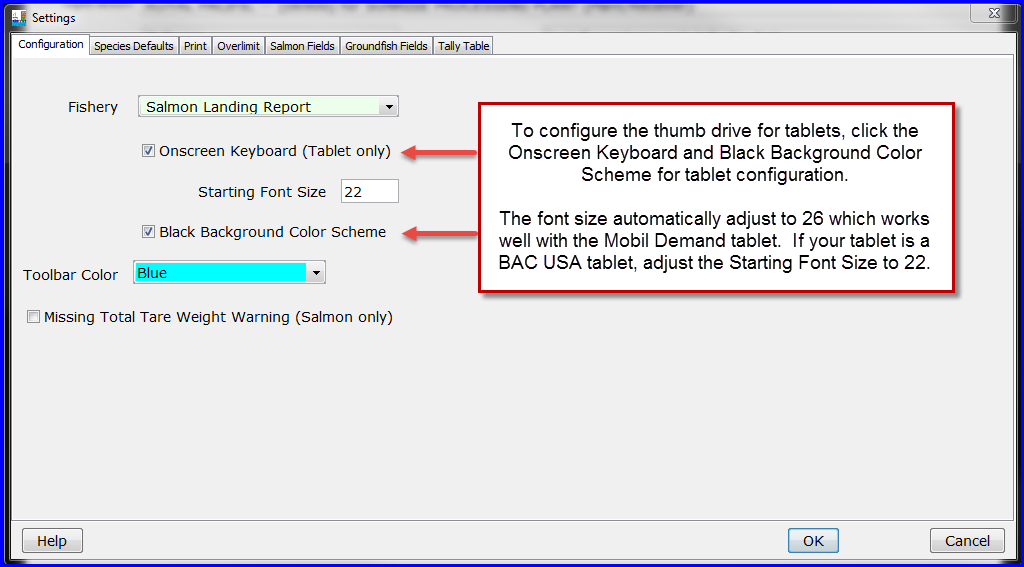 Settings
Configuration Species Defaults Print Overlimit Salmon Fields Groundfish Fields Tally Table
Fishery Salmon Landing Report
Onscreen Keyboard (Tablet only)
Starting Font Size 22
Black Background Color Scheme
Toolbar Color Blue
Missing Total Tare Weight Warning (Salmon only)
To configure the thumb drive for tablets, click the
Onscreen Keyboard and Black Background Color
Scheme for tablet configuration.
The font size automatically adjust to 26 which works
well with the Mobil Demand tablet. If your tablet is a
BAC USA tablet, adjust the Starting Font Size to 22.
Help OK Cancel